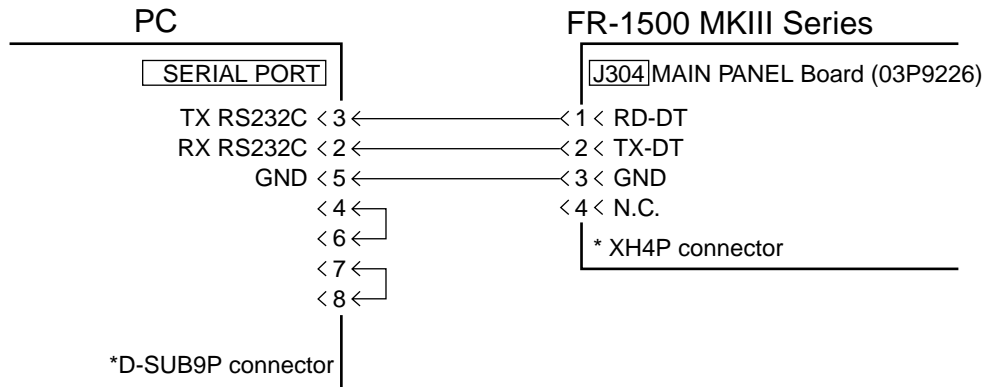 PC
FR-1500 MKIII Series
SERIAL PORT
J304 MAIN PANEL Board (03P9226)
TX RS232C 3 1 RD-DT
RX RS232C 2 2 TX-DT
GND 5 3 GND
4 4 N.C.
6
* XH4P connector
7
8
*D-SUB9P connector